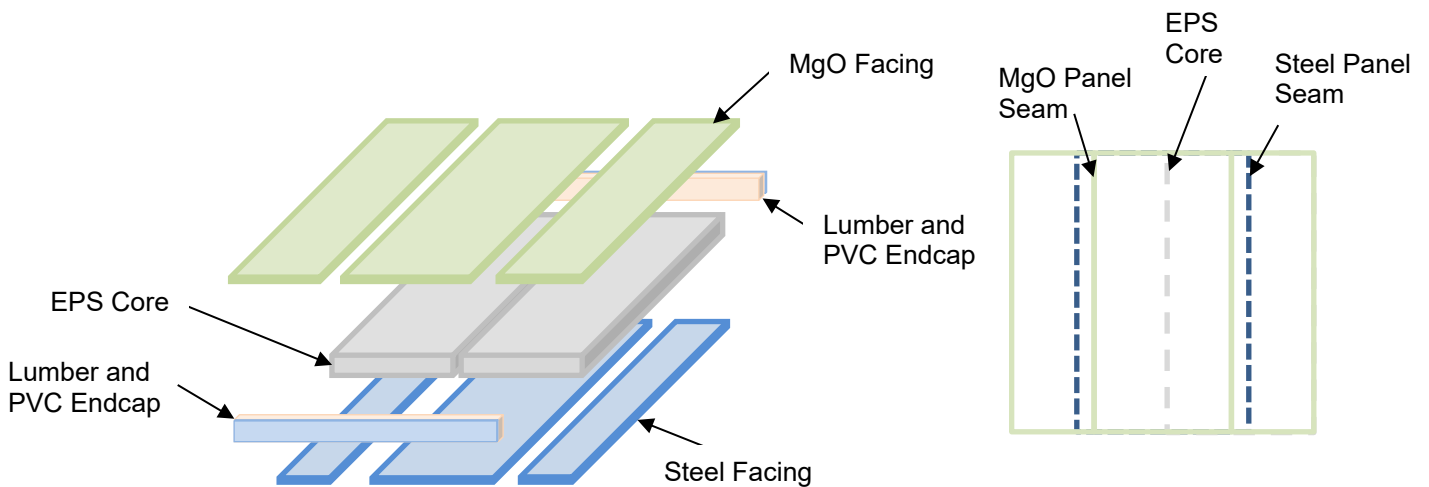 MgO Facing
Lumber and
PVC Endcap
EPS Core
Lumber and
PVC Endcap
Steel Facing
EPS
Core
MgO Panel
Seam
Steel Panel
Seam